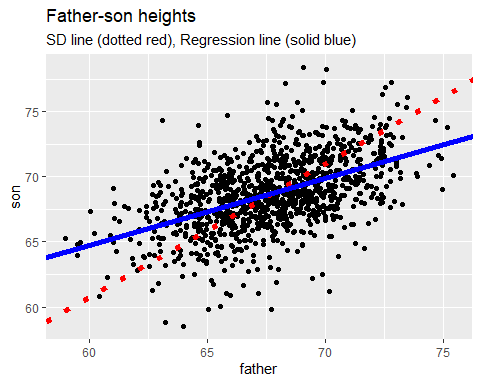 Father-son heights
SD line (dotted red), Regression line (solid blue)
75
70
65
60
son
60
65
70
75
father